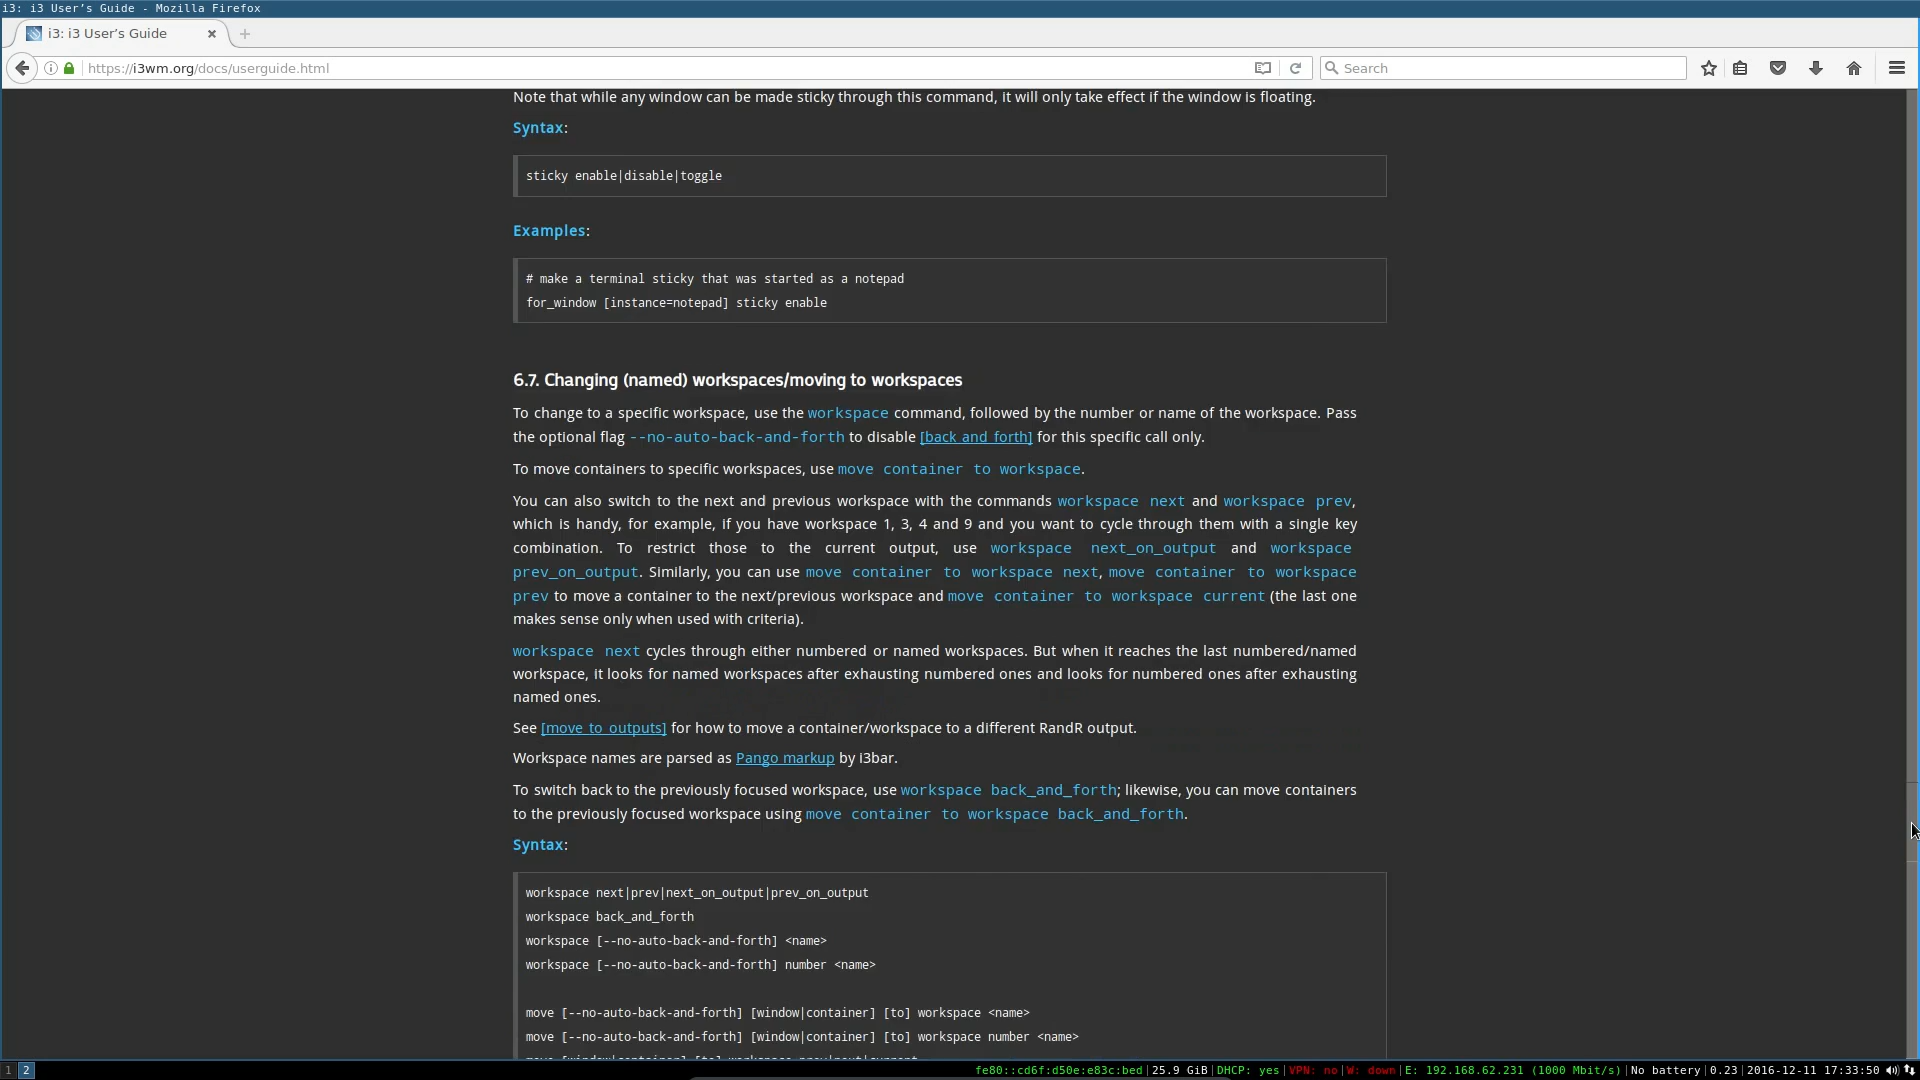 i3: i3 User’s Guide - Mozilla Firefox
i3: i3 User’s Guide
https://i3wm.org/docs/userguide.html
Search
Note that while any window can be made sticky through this command, it will only take effect if the window is floating.
Syntax:
sticky enable|disable|toggle
Examples:
# make a terminal sticky that was started as a notepad
for_window [instance=notepad] sticky enable
6.7. Changing (named) workspaces/moving to workspaces
To change to a specific workspace, use the workspace command, followed by the number or name of the workspace. Pass
the optional flag --no-auto-back-and-forth to disable [back_and_forth] for this specific call only.
To move containers to specific workspaces, use move container to workspace.
You can also switch to the next and previous workspace with the commands workspace next and workspace prev,
which is handy, for example, if you have workspace 1, 3, 4 and 9 and you want to cycle through them with a single key
combination. To restrict those to the current output, use workspace next_on_output and workspace
prev_on_output. Similarly, you can use move container to workspace next, move container to workspace
prev to move a container to the next/previous workspace and move container to workspace current (the last one
makes sense only when used with criteria).
workspace next cycles through either numbered or named workspaces. But when it reaches the last numbered/named
workspace, it looks for named workspaces after exhausting numbered ones and looks for numbered ones after exhausting
named ones.
See [move_to_outputs] for how to move a container/workspace to a different RandR output.
Workspace names are parsed as Pango markup by i3bar.
To switch back to the previously focused workspace, use workspace back_and_forth; likewise, you can move containers
to the previously focused workspace using move container to workspace back_and_forth.
Syntax:
workspace next|prev|next_on_output|prev_on_output
workspace back_and_forth
workspace [--no-auto-back-and-forth] <name>
workspace [--no-auto-back-and-forth] number <name>
move [--no-auto-back-and-forth] [window|container] [to] workspace <name>
move [--no-auto-back-and-forth] [window|container] [to] workspace number <name>
move [window|container] [to] workspace prev|next|current
1 2 fe80::cd6f:d50e:e83c:bed|25.9 GiB|DHCP: yes|VPN: no|W: down|E: 192.168.62.231 (1000 Mbit/s)|No battery|0.23|2016-12-11 17:33:50